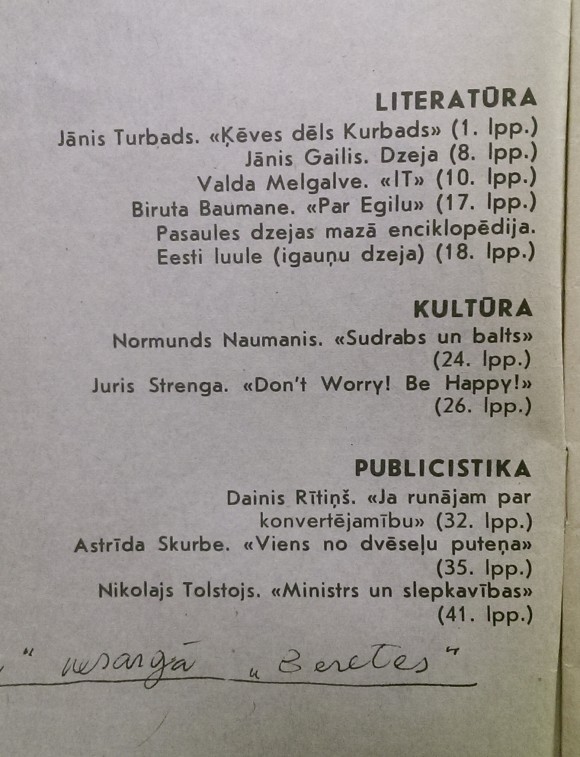 LITERATŪRA
Jānis Turbads. «Ķēves dēls Kurbads» (1. lpp.)
Jānis Gailis. Dzeja (8. lpp.)
Valda Melgalve. «IT» (10. lpp.)
Biruta Baumane. «Par Egilu» (17. lpp.)
Pasaules dzejas mazā enciklopēdija.
Eesti luule (igauņu dzeja) (18. lpp.)
KULTŪRA
Normunds Naumanis. «Sudrabs un balts»
(24. lpp.)
Juris Strenga. «Don't Worry! Be Happy!»
(26. lpp.)
PUBLICISTIKA
Dainis Rītiņš. «Ja runājam par
konvertējamību» (32. lpp.)
Astrīda Skurbe. «Viens no dvēseļu puteņa»
(35. lpp.)
Nikolajs Tolstojs. «Ministrs un slepkavības»
(41. lpp.)
" nesargā „Beretes"